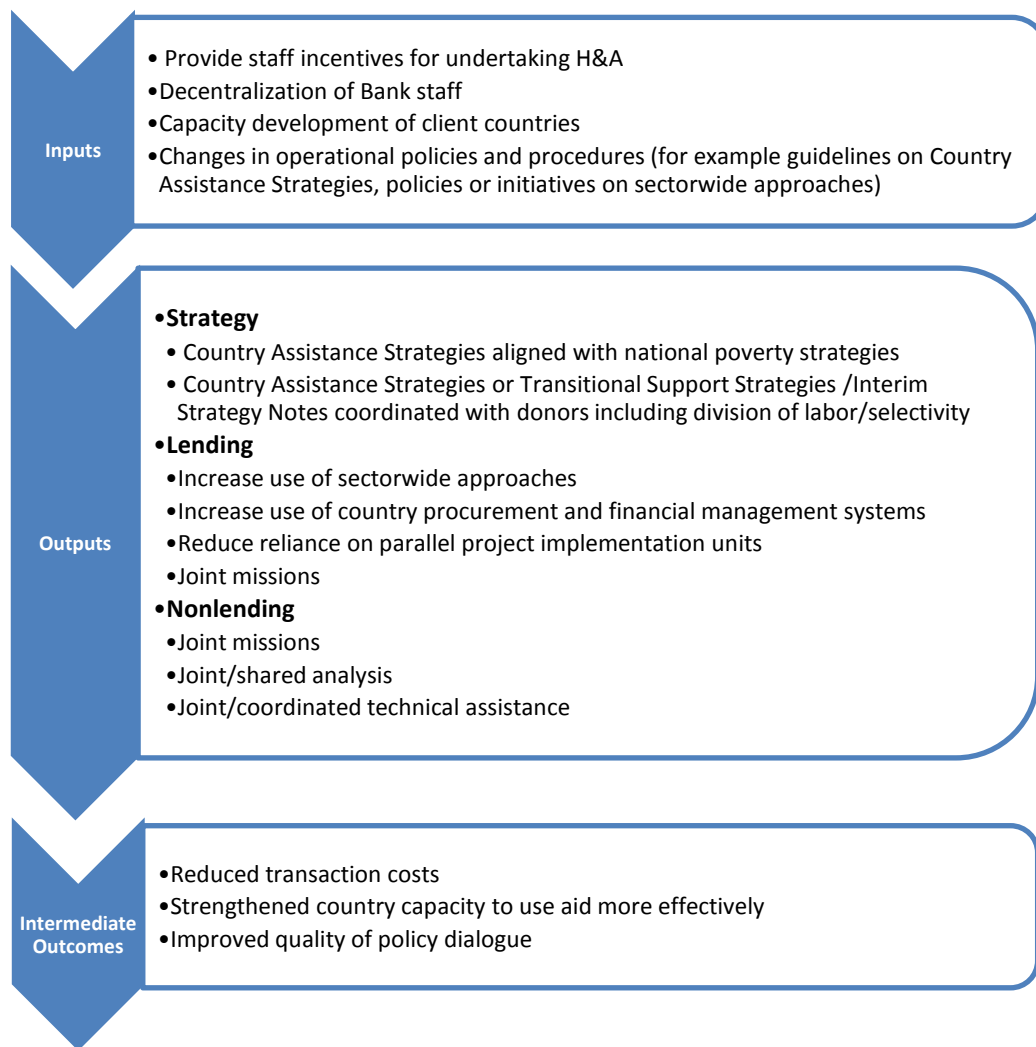 Inputs
• Provide staff incentives for undertaking H&A
•Decentralization of Bank staff
•Capacity development of client countries
•Changes in operational policies and procedures (for example guidelines on Country
Assistance Strategies, policies or initiatives on sectorwide approaches)
Outputs
•Strategy
• Country Assistance Strategies aligned with national poverty strategies
• Country Assistance Strategies or Transitional Support Strategies /Interim
Strategy Notes coordinated with donors including division of labor/selectivity
•Lending
•Increase use of sectorwide approaches
•Increase use of country procurement and financial management systems
•Reduce reliance on parallel project implementation units
•Joint missions
•Nonlending
•Joint missions
•Joint/shared analysis
•Joint/coordinated technical assistance
Intermediate
Outcomes
•Reduced transaction costs
•Strengthened country capacity to use aid more effectively
•Improved quality of policy dialogue